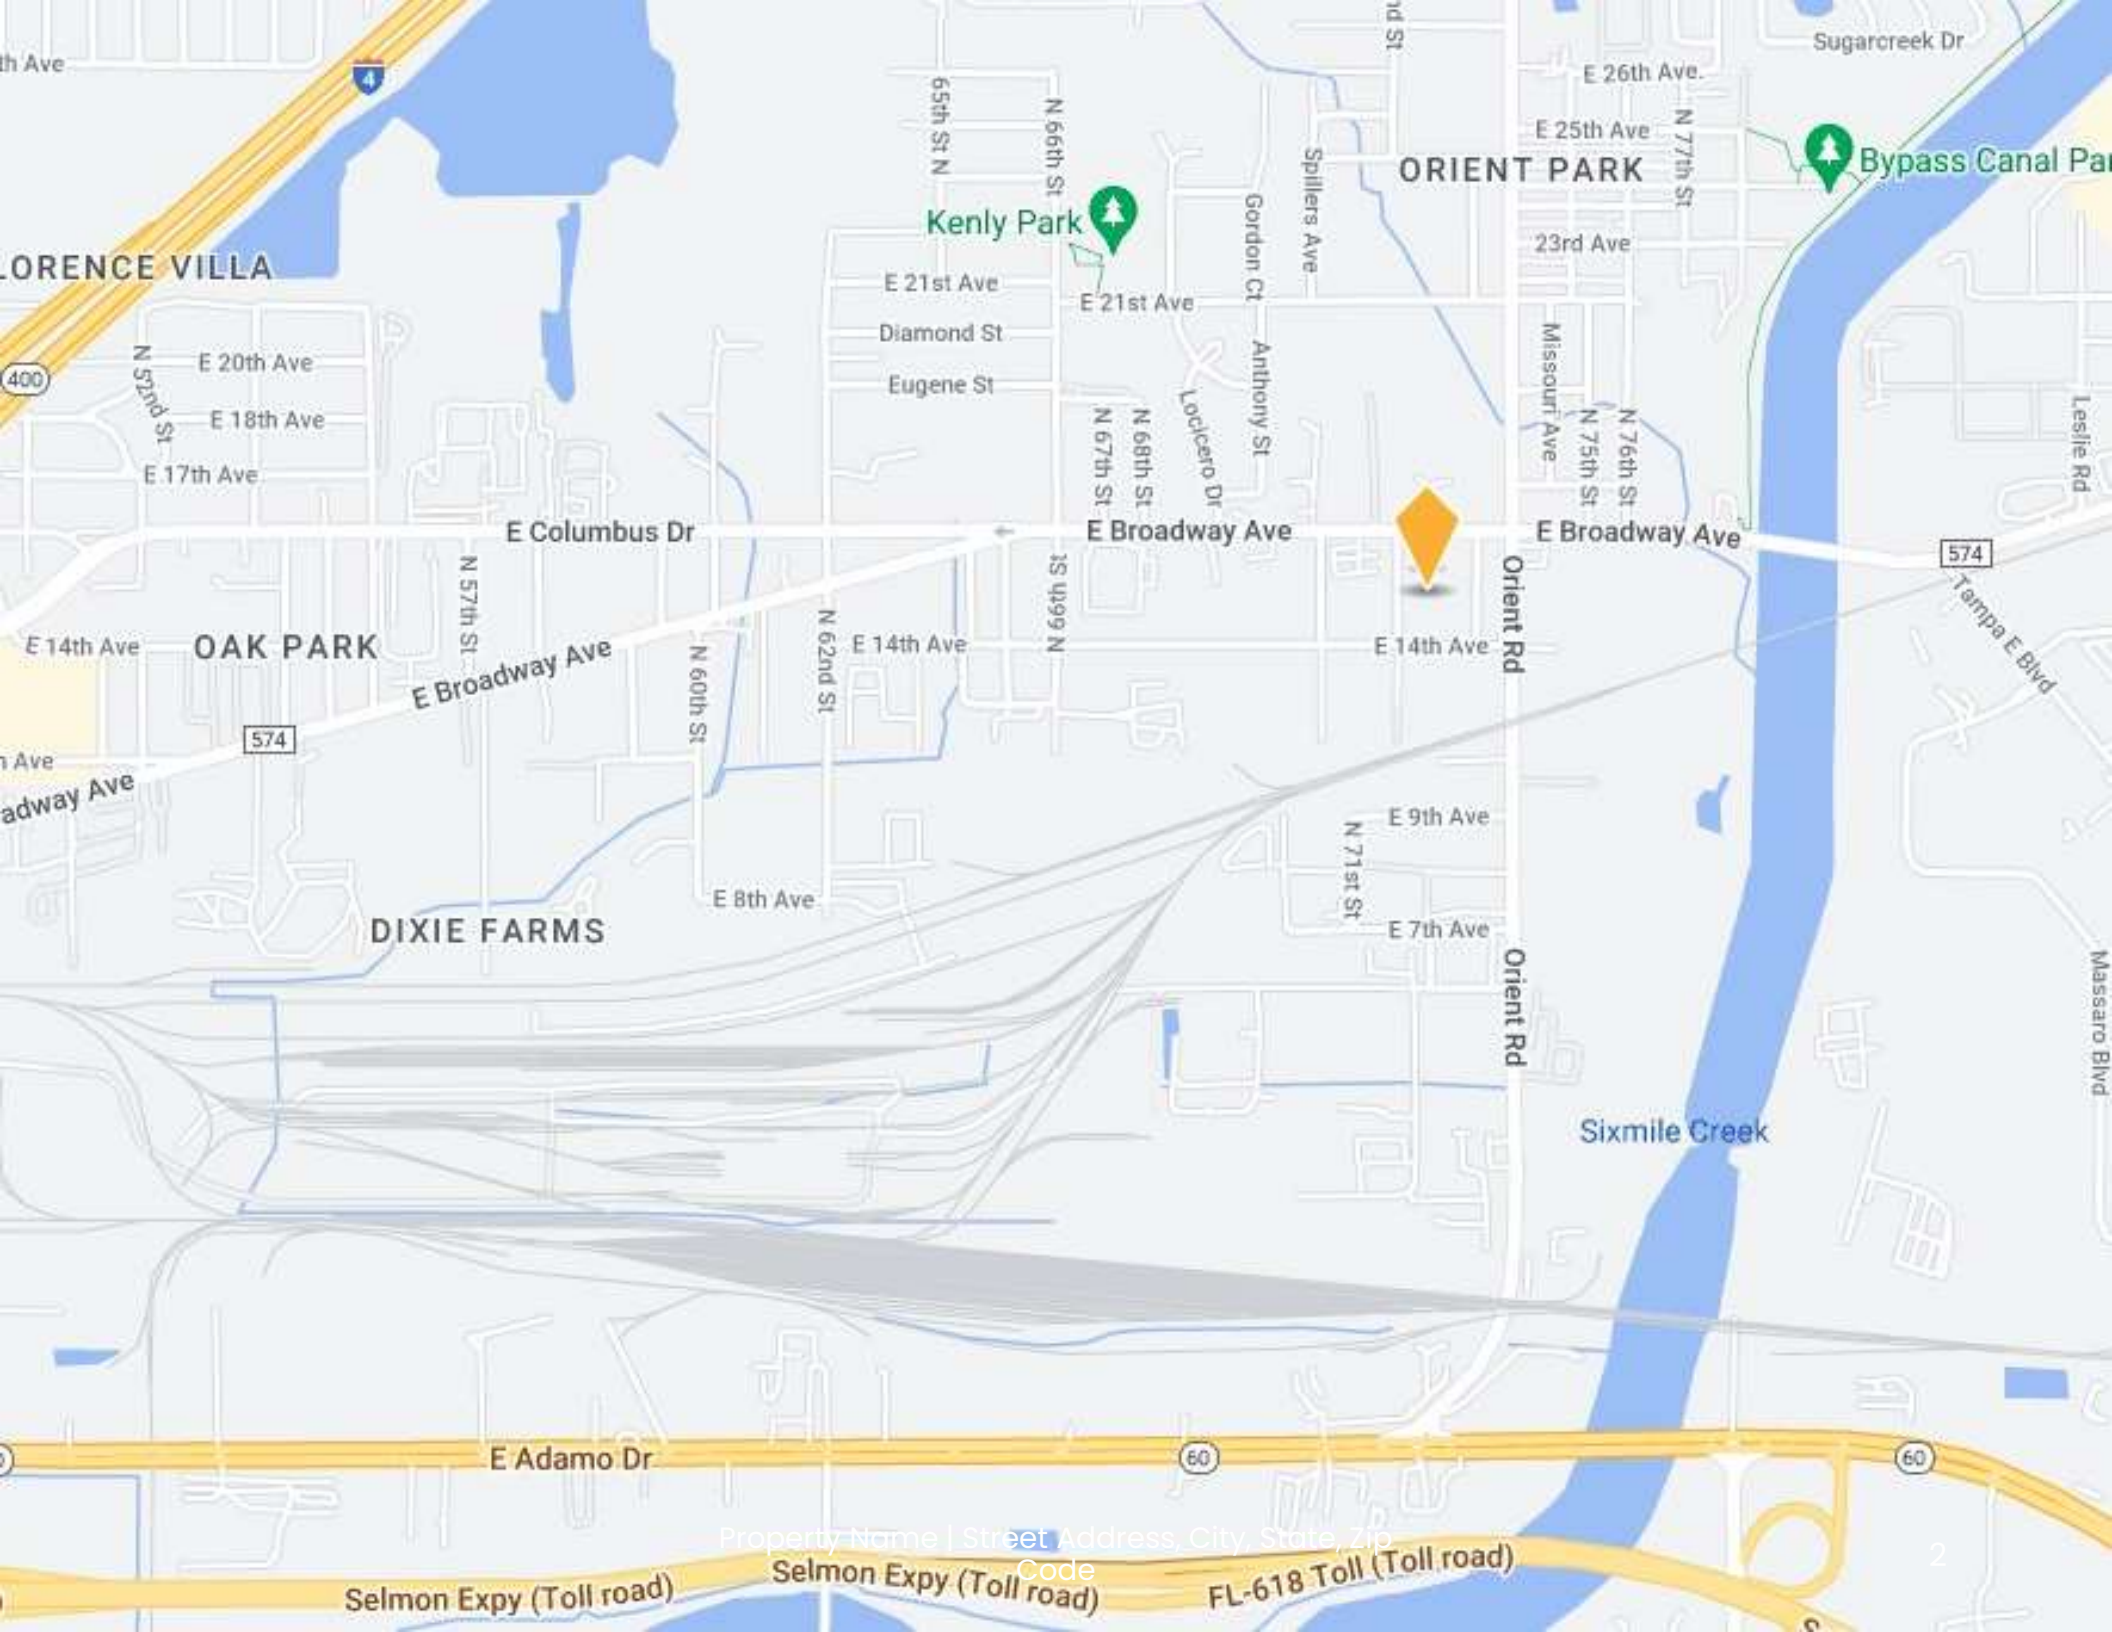 Sugarcreek Dr
th Ave
4
E 26th Ave.
65th St N
N 66th St
N 77th St
E 25th Ave
Spillers Ave
ORIENT PARK
Bypass Canal Par
Kenly Park
Gordon Ct
23rd Ave
LORENCE VILLA
E 21st Ave
E 21st Ave
Diamond St
Missouri Ave
Anthony St
N 52nd St
E 20th Ave
400
Eugene St
Locicero Dr
Leslie Rd
E 18th Ave
N 67th St
N 68th St
N 75th St
N 76th St
E 17th Ave
E Columbus Dr
E Broadway Ave
E Broadway Ave
574
N 57th St
N 66th St
Orient Rd
Tampa E Blvd
E 14th Ave
OAK PARK
E Broadway Ave
N 60th St
N 62nd St
E 14th Ave
E 14th Ave
574
n Ave
adway Ave
E 9th Ave
N 71st St
E 8th Ave
DIXIE FARMS
E 7th Ave
Orient Rd
Massaro Blvd
Sixmile Creek
E Adamo Dr
60
60
Property Name | Street Address, City, State, Zip
Code
2
Selmon Expy (Toll road)
Selmon Expy (Toll road)
FL-618 Toll (Toll road)